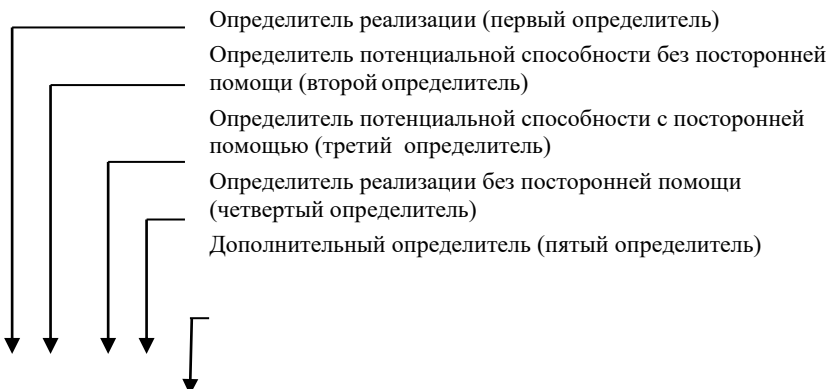 Определитель реализации (первый определитель)
Определитель потенциальной способности без посторонней
помощи (второй определитель)
Определитель потенциальной способности с посторонней
помощью (третий определитель)
Определитель реализации без посторонней помощи
(четвертый определитель)
Дополнительный определитель (пятый определитель)